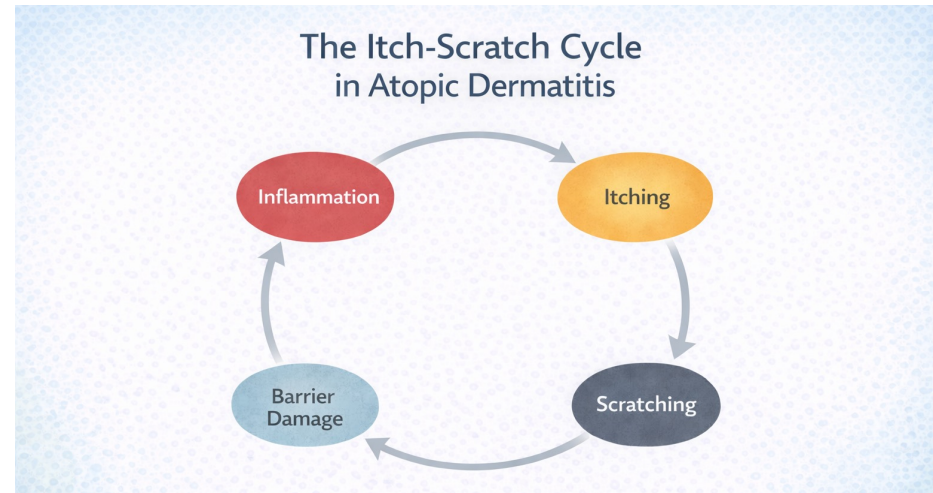 The Itch-Scratch Cycle
in Atopic Dermatitis
Inflammation
Itching
Barrier
Damage
Scratching